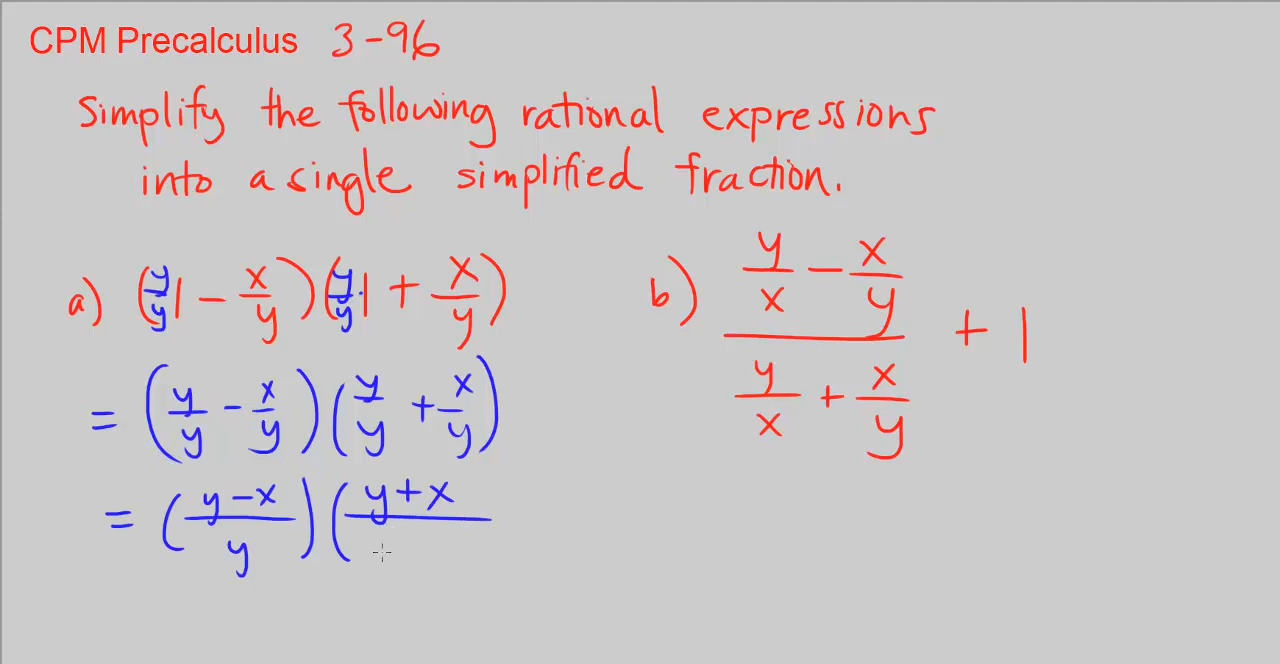 CPM Precalculus 3-96
Simplify the following rational expressions
into a single simplified fraction.
a) (y/y·1 - x/y)(y/y·1 + x/y)
= (y/y - x/y)(y/y + x/y)
= ((y-x)/y)((y+x)/
b) (y/x - x/y)/(y/x + x/y) + 1